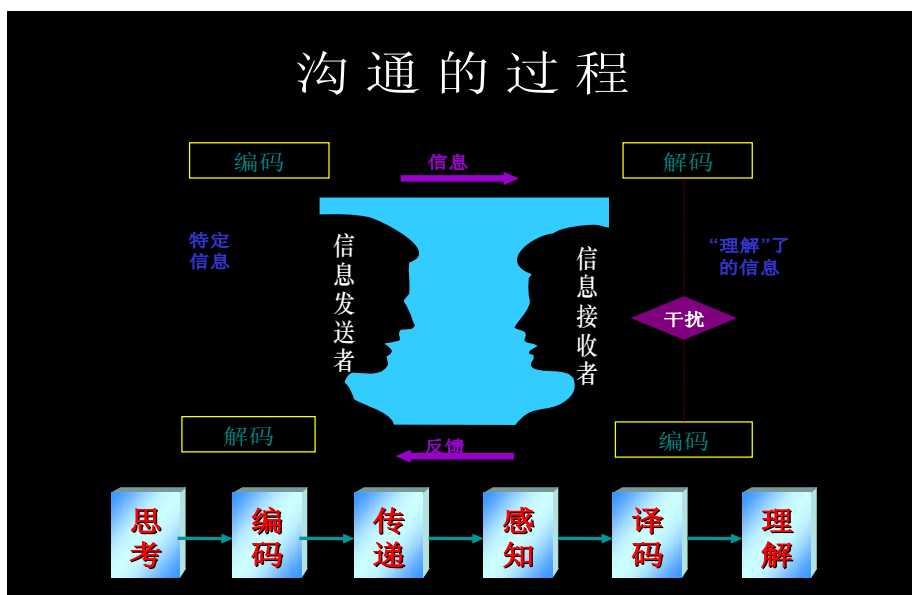 沟通的过程
编码
信息
解码
特定
信息
信息发送者
信息接收者
“理解”了
的信息
干扰
解码
反馈
编码
思考
编码
传递
感知
译码
理解